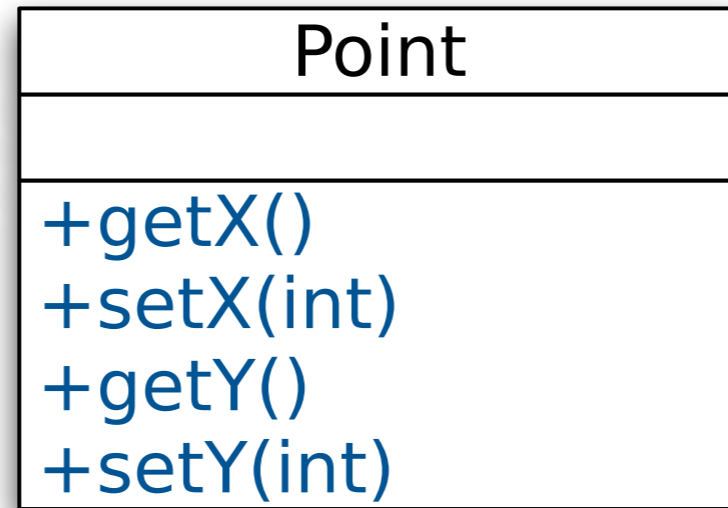 Point
+getX()
+setX(int)
+getY()
+setY(int)